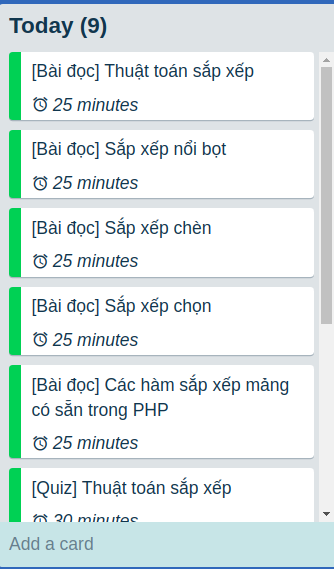 Today (9)
[Bài đọc] Thuật toán sắp xếp
25 minutes
[Bài đọc] Sắp xếp nổi bọt
25 minutes
[Bài đọc] Sắp xếp chèn
25 minutes
[Bài đọc] Sắp xếp chọn
25 minutes
[Bài đọc] Các hàm sắp xếp mảng
có sẵn trong PHP
25 minutes
[Quiz] Thuật toán sắp xếp
30 minutes
Add a card